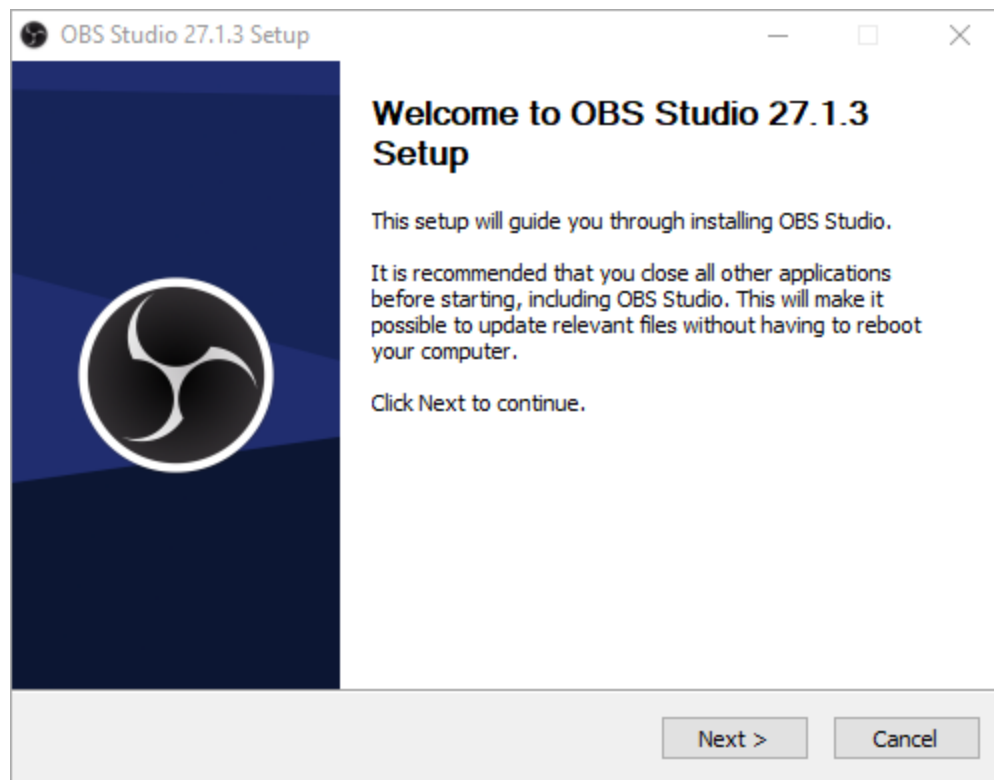 OBS Studio 27.1.3 Setup
Welcome to OBS Studio 27.1.3
Setup
This setup will guide you through installing OBS Studio.
It is recommended that you close all other applications
before starting, including OBS Studio. This will make it
possible to update relevant files without having to reboot
your computer.
Click Next to continue.
Next >
Cancel